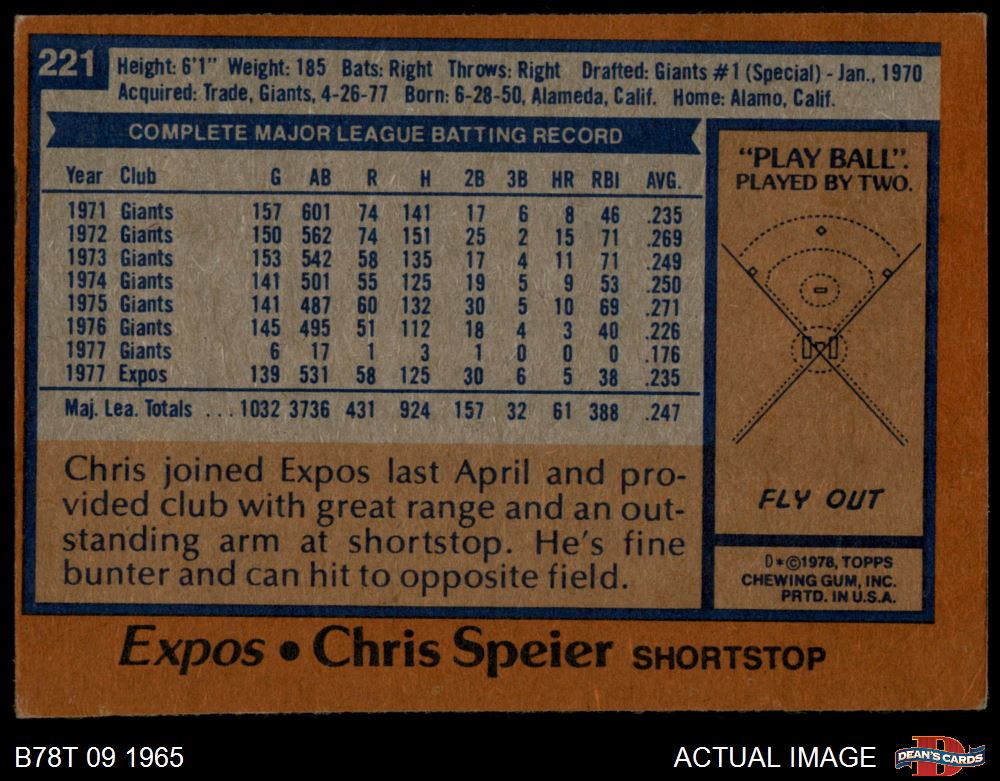 221
Height: 6'1" Weight: 185 Bats: Right Throws: Right Drafted: Giants #1 (Special) - Jan., 1970
Acquired: Trade, Giants, 4-26-77 Born: 6-28-50, Alameda, Calif. Home: Alamo, Calif.
COMPLETE MAJOR LEAGUE BATTING RECORD
Year Club G AB R H 2B 3B HR RBI AVG.
1971 Giants 157 601 74 141 17 6 8 46 .235
1972 Giants 150 562 74 151 25 2 15 71 .269
1973 Giants 153 542 58 135 17 4 11 71 .249
1974 Giants 141 501 55 125 19 5 9 53 .250
1975 Giants 141 487 60 132 30 5 10 69 .271
1976 Giants 145 495 51 112 18 4 3 40 .226
1977 Giants 6 17 1 3 1 0 0 0 .176
1977 Expos 139 531 58 125 30 6 5 38 .235
Maj. Lea. Totals ... 1032 3736 431 924 157 32 61 388 .247
Chris joined Expos last April and pro-
vided club with great range and an out-
standing arm at shortstop. He's fine
bunter and can hit to opposite field.
"PLAY BALL".
PLAYED BY TWO.
FLY OUT
D*©1978, TOPPS
CHEWING GUM, INC.
PRTD. IN U.S.A.
Expos • Chris Speier SHORTSTOP
B78T 09 1965
ACTUAL IMAGE
D
DEAN'S CARDS